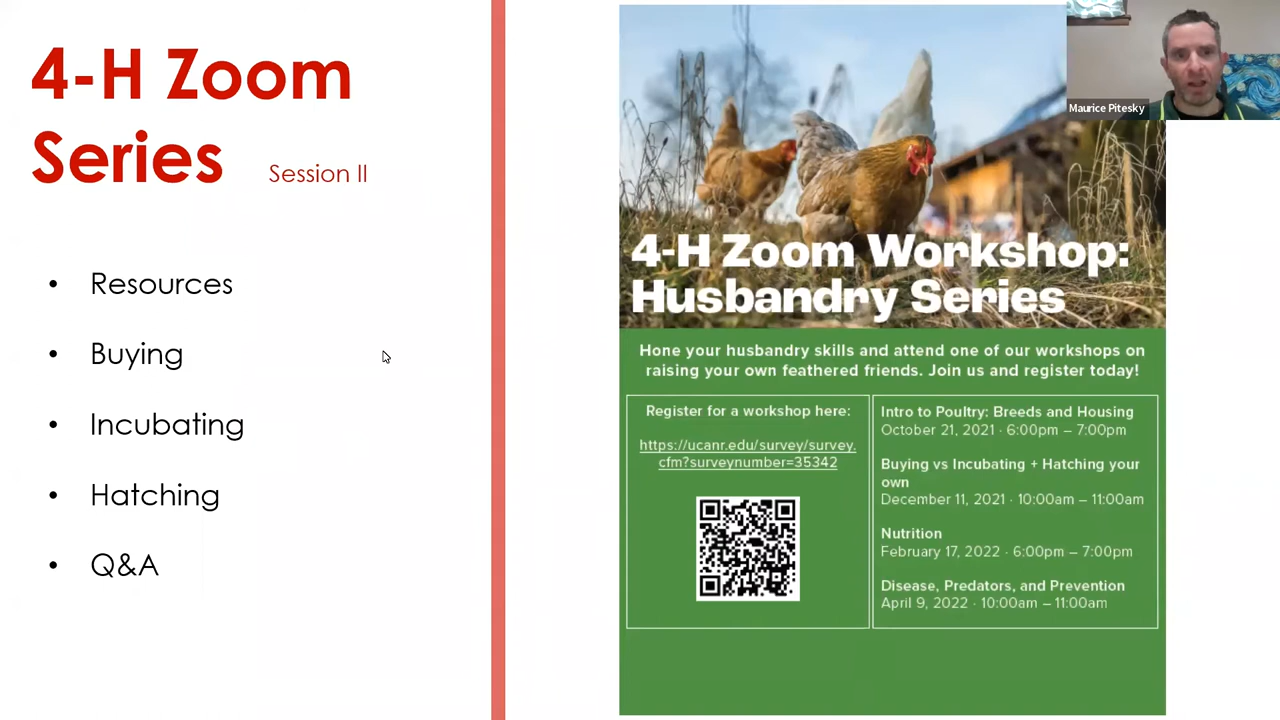 4-H Zoom
Series Session II
• Resources
• Buying
• Incubating
• Hatching
• Q&A
Maurice Pitesky
4-H Zoom Workshop:
Husbandry Series
Hone your husbandry skills and attend one of our workshops on
raising your own feathered friends. Join us and register today!
Register for a workshop here:
https://ucanr.edu/survey/survey.
cfm?surveynumber=35342
Intro to Poultry: Breeds and Housing
October 21, 2021 · 6:00pm – 7:00pm
Buying vs Incubating + Hatching your
own
December 11, 2021 · 10:00am – 11:00am
Nutrition
February 17, 2022 · 6:00pm – 7:00pm
Disease, Predators, and Prevention
April 9, 2022 · 10:00am – 11:00am